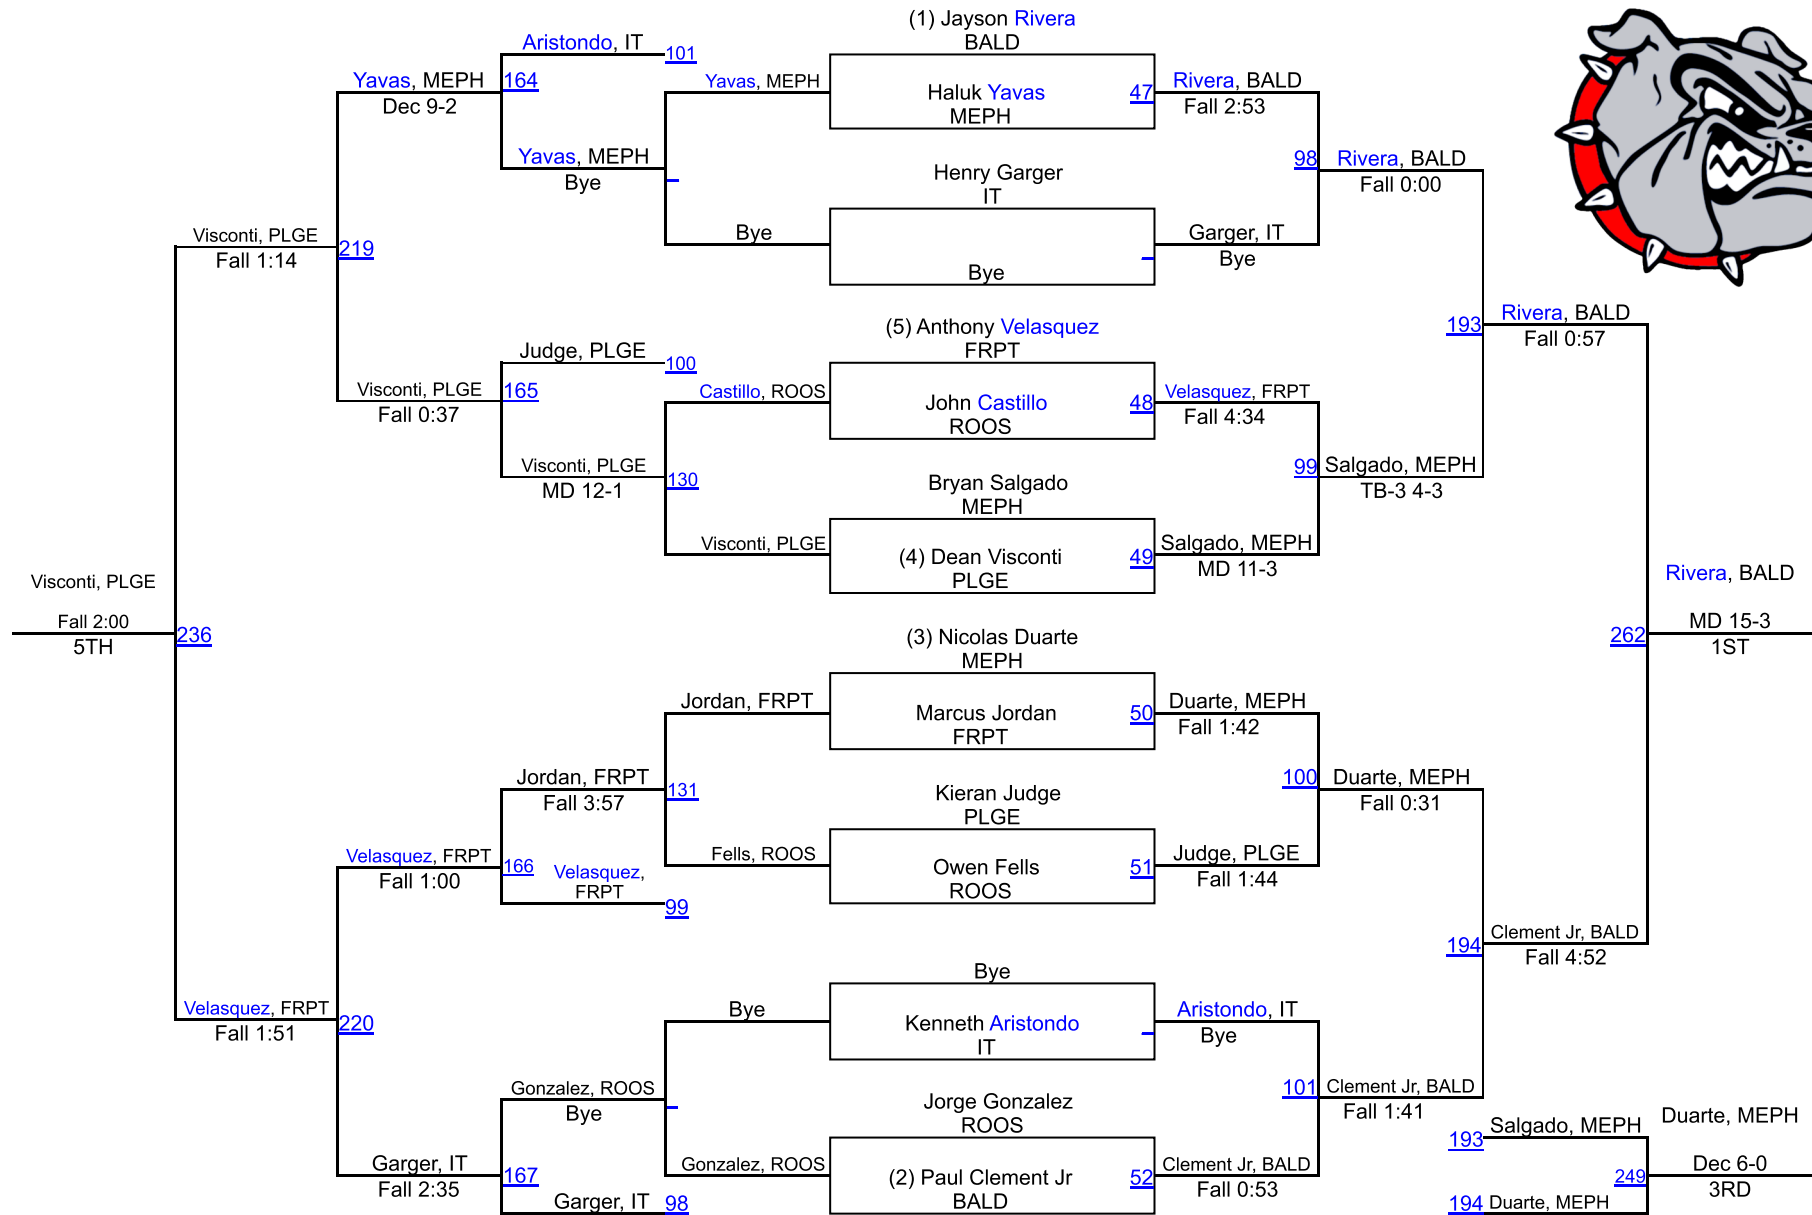 (1) Jayson Rivera
BALD
Aristondo, IT
101
Yavas, MEPH
164
Dec 9-2
Yavas, MEPH
Haluk Yavas
MEPH
47
Rivera, BALD
Fall 2:53
Yavas, MEPH
Bye
98
Rivera, BALD
Fall 0:00
Henry Garger
IT
Visconti, PLGE
Fall 1:14
219
Bye
Bye
Garger, IT
Bye
(5) Anthony Velasquez
FRPT
193
Rivera, BALD
Fall 0:57
Judge, PLGE
100
Visconti, PLGE
165
Fall 0:37
Castillo, ROOS
John Castillo
ROOS
48
Velasquez, FRPT
Fall 4:34
Visconti, PLGE
MD 12-1
130
99
Salgado, MEPH
TB-3 4-3
Bryan Salgado
MEPH
Visconti, PLGE
(4) Dean Visconti
PLGE
49
Salgado, MEPH
MD 11-3
Visconti, PLGE
Fall 2:00
5TH
236
Rivera, BALD
262
MD 15-3
1ST
(3) Nicolas Duarte
MEPH
Jordan, FRPT
Marcus Jordan
FRPT
50
Duarte, MEPH
Fall 1:42
Jordan, FRPT
Fall 3:57
131
100
Duarte, MEPH
Fall 0:31
Kieran Judge
PLGE
Velasquez, FRPT
Fall 1:00
166
Velasquez,
FRPT
99
Fells, ROOS
Owen Fells
ROOS
51
Judge, PLGE
Fall 1:44
194
Clement Jr, BALD
Fall 4:52
Bye
Velasquez, FRPT
Fall 1:51
220
Bye
Kenneth Aristondo
IT
Aristondo, IT
Bye
Gonzalez, ROOS
Bye
101
Clement Jr, BALD
Fall 1:41
Jorge Gonzalez
ROOS
193
Salgado, MEPH
Duarte, MEPH
Garger, IT
Fall 2:35
167
Gonzalez, ROOS
(2) Paul Clement Jr
BALD
52
Clement Jr, BALD
Fall 0:53
249
Dec 6-0
3RD
Garger, IT
98
194
Duarte, MEPH